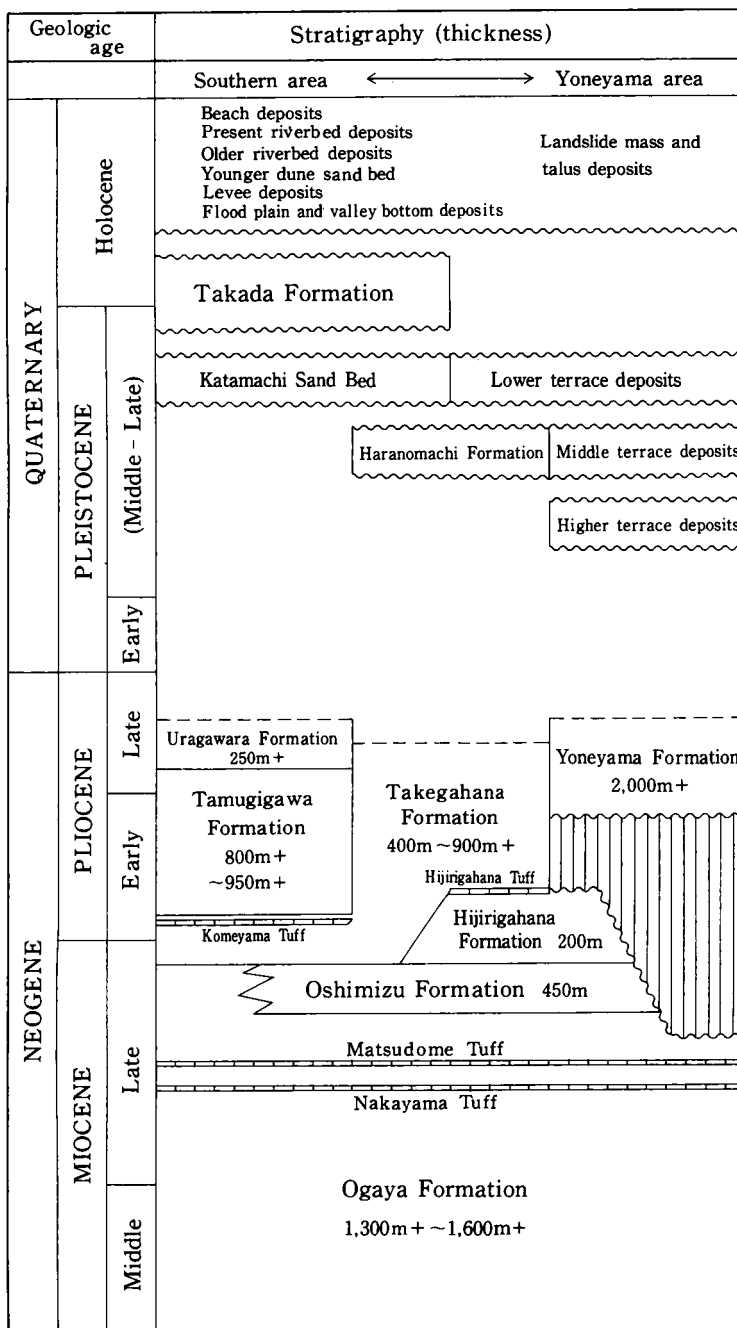 Geologic
age
Stratigraphy (thickness)
Southern area
Yoneyama area
QUATERNARY
Holocene
Beach deposits
Present riverbed deposits
Older riverbed deposits
Younger dune sand bed
Levee deposits
Flood plain and valley bottom deposits
Landslide mass and
talus deposits
Takada Formation
PLEISTOCENE
(Middle - Late)
Katamachi Sand Bed
Lower terrace deposits
Haranomachi Formation
Middle terrace deposits
Higher terrace deposits
Early
NEOGENE
PLIOCENE
Late
Uragawara Formation
250m+
Yoneyama Formation
2,000m+
Early
Tamugigawa
Formation
800m+
~950m+
Takegahana
Formation
400m ~900m+
Hijirigahana Tuff
Komeyama Tuff
Hijirigahana
Formation 200m
MIOCENE
Late
Oshimizu Formation 450m
Matsudome Tuff
Nakayama Tuff
Middle
Ogaya Formation
1,300m+ ~1,600m+